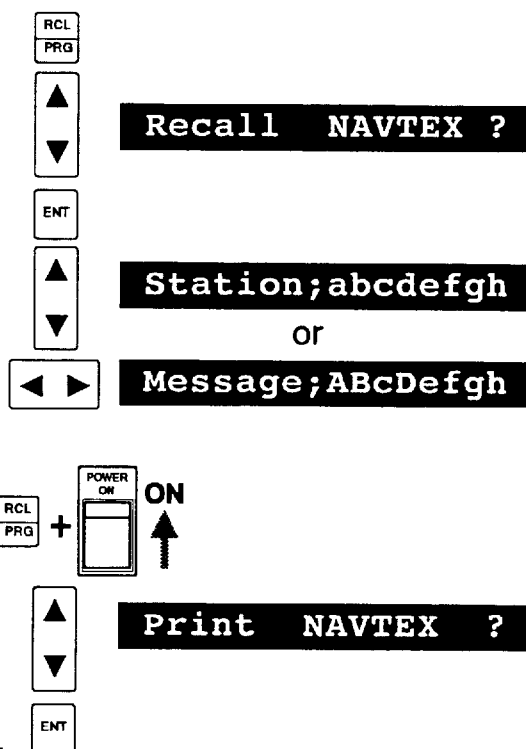 RCL
PRG
Recall NAVTEX ?
ENT
Station;abcdefgh
or
Message;ABcDefgh
POWER
ON
ON
RCL
PRG
+
Print NAVTEX ?
ENT